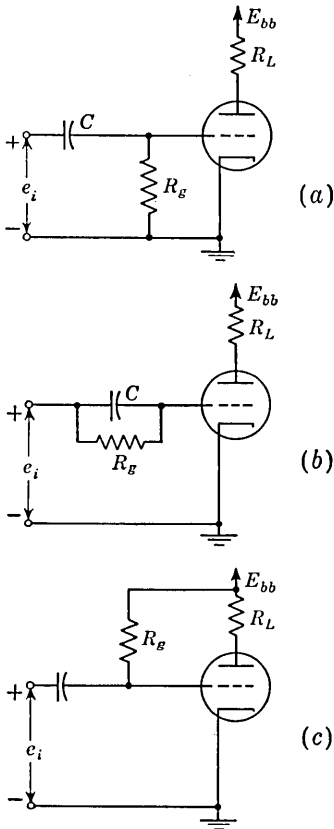 E_bb
R_L
+
C
e_i
R_g
−
(a)
E_bb
R_L
+
C
R_g
e_i
−
(b)
E_bb
R_L
R_g
+
e_i
−
(c)